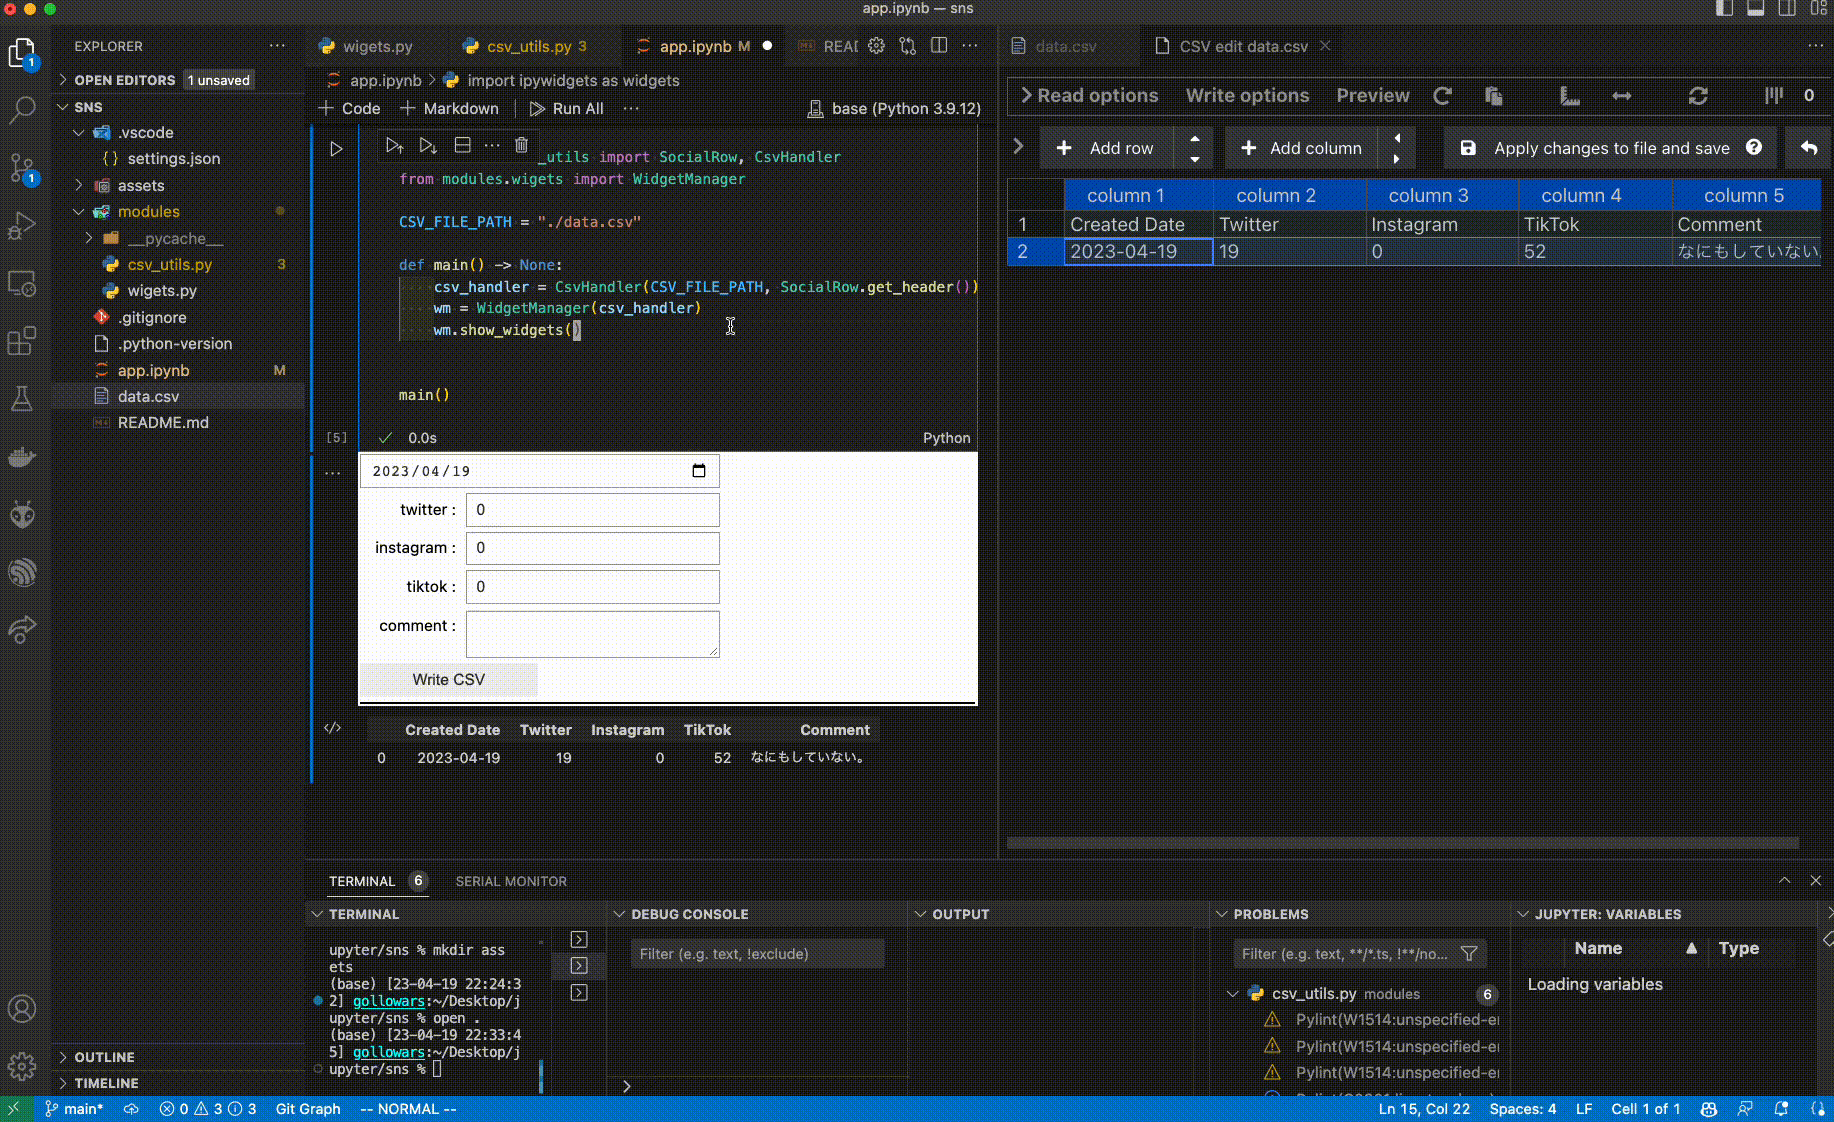 app.ipynb — sns
EXPLORER
OPEN EDITORS 1 unsaved
SNS
.vscode
settings.json
assets
modules
__pycache__
csv_utils.py 3
wigets.py
.gitignore
.python-version
app.ipynb M
data.csv
README.md
OUTLINE
TIMELINE
wigets.py
csv_utils.py 3
app.ipynb M
READ
app.ipynb > import ipywidgets as widgets
+ Code + Markdown Run All ... base (Python 3.9.12)
_utils import SocialRow, CsvHandler
from modules.wigets import WidgetManager
CSV_FILE_PATH = "./data.csv"
def main() -> None:
csv_handler = CsvHandler(CSV_FILE_PATH, SocialRow.get_header())
wm = WidgetManager(csv_handler)
wm.show_widgets()
main()
[5] 0.0s Python
2023/04/19
twitter : 0
instagram : 0
tiktok : 0
comment :
Write CSV
Created Date Twitter Instagram TikTok Comment
0 2023-04-19 19 0 52 なにもしていない。
data.csv
CSV edit data.csv
Read options Write options Preview 0
+ Add row + Add column Apply changes to file and save
column 1 column 2 column 3 column 4 column 5
1 Created Date Twitter Instagram TikTok Comment
2 2023-04-19 19 0 52 なにもしていない
TERMINAL 6 SERIAL MONITOR
TERMINAL
upyter/sns % mkdir ass
ets
(base) [23-04-19 22:24:3
2] gollowars:~/Desktop/j
upyter/sns % open .
(base) [23-04-19 22:33:4
5] gollowars:~/Desktop/j
upyter/sns %
DEBUG CONSOLE
Filter (e.g. text, !exclude)
OUTPUT
PROBLEMS
Filter (e.g. text, **/*.ts, !**/no...
csv_utils.py modules 6
Pylint(W1514:unspecified-e
Pylint(W1514:unspecified-e
Pylint(W1514:unspecified-e
JUPYTER: VARIABLES
Name Type
Loading variables
1
1
main* 0 3 3 Git Graph -- NORMAL --
Ln 15, Col 22 Spaces: 4 LF Cell 1 of 1